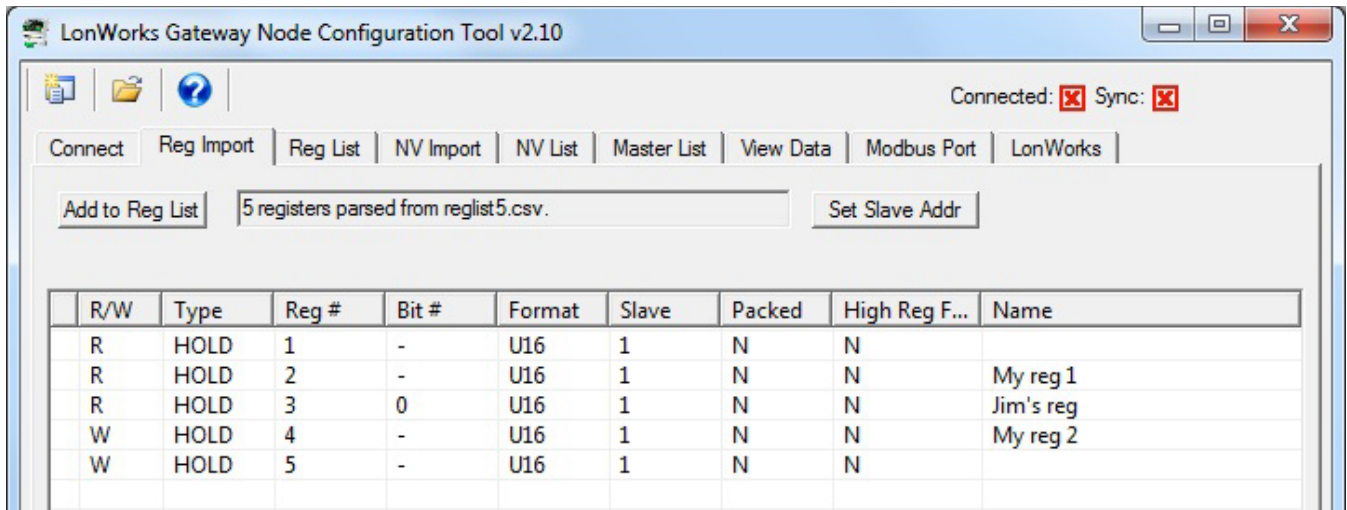 LonWorks Gateway Node Configuration Tool v2.10
Connected: Sync:
Connect Reg Import Reg List NV Import NV List Master List View Data Modbus Port LonWorks
Add to Reg List 5 registers parsed from reglist5.csv. Set Slave Addr
R/W Type Reg # Bit # Format Slave Packed High Reg F... Name
R HOLD 1 - U16 1 N N
R HOLD 2 - U16 1 N N My reg 1
R HOLD 3 0 U16 1 N N Jim's reg
W HOLD 4 - U16 1 N N My reg 2
W HOLD 5 - U16 1 N N